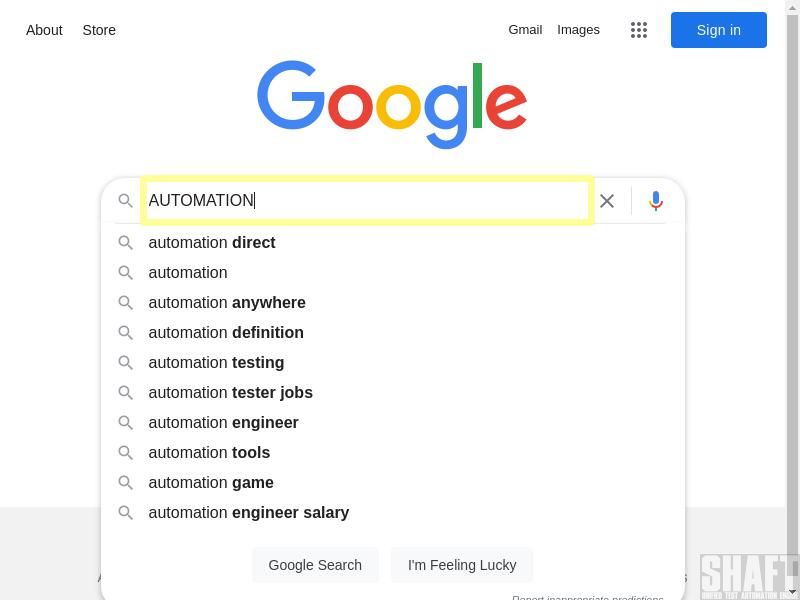 About Store Gmail Images Sign in
Google
AUTOMATION
automation direct
automation
automation anywhere
automation definition
automation testing
automation tester jobs
automation engineer
automation tools
automation game
automation engineer salary
Google Search I'm Feeling Lucky
Report inappropriate predictions
SHAFT